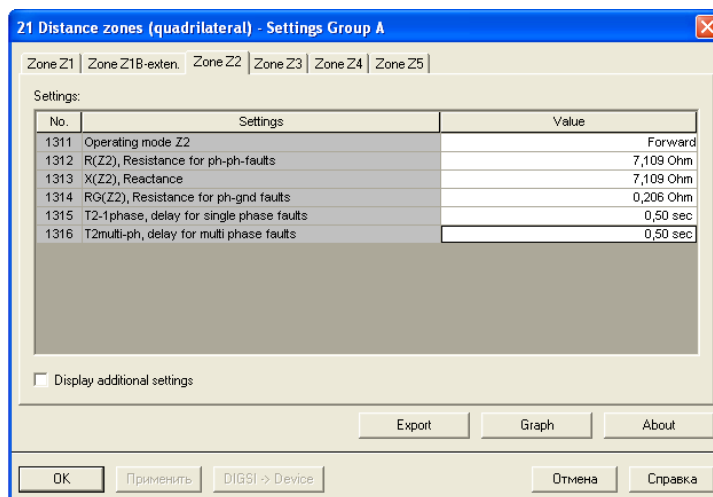 21 Distance zones (quadrilateral) - Settings Group A
Zone Z1 Zone Z1B-exten. Zone Z2 Zone Z3 Zone Z4 Zone Z5
Settings:
No. Settings Value
1311 Operating mode Z2 Forward
1312 R(Z2), Resistance for ph-ph-faults 7,109 Ohm
1313 X(Z2), Reactance 7,109 Ohm
1314 RG(Z2), Resistance for ph-gnd faults 0,206 Ohm
1315 T2-1phase, delay for single phase faults 0,50 sec
1316 T2multi-ph, delay for multi phase faults 0,50 sec
Display additional settings
Export Graph About
OK Применить DIGSI -> Device Отмена Справка